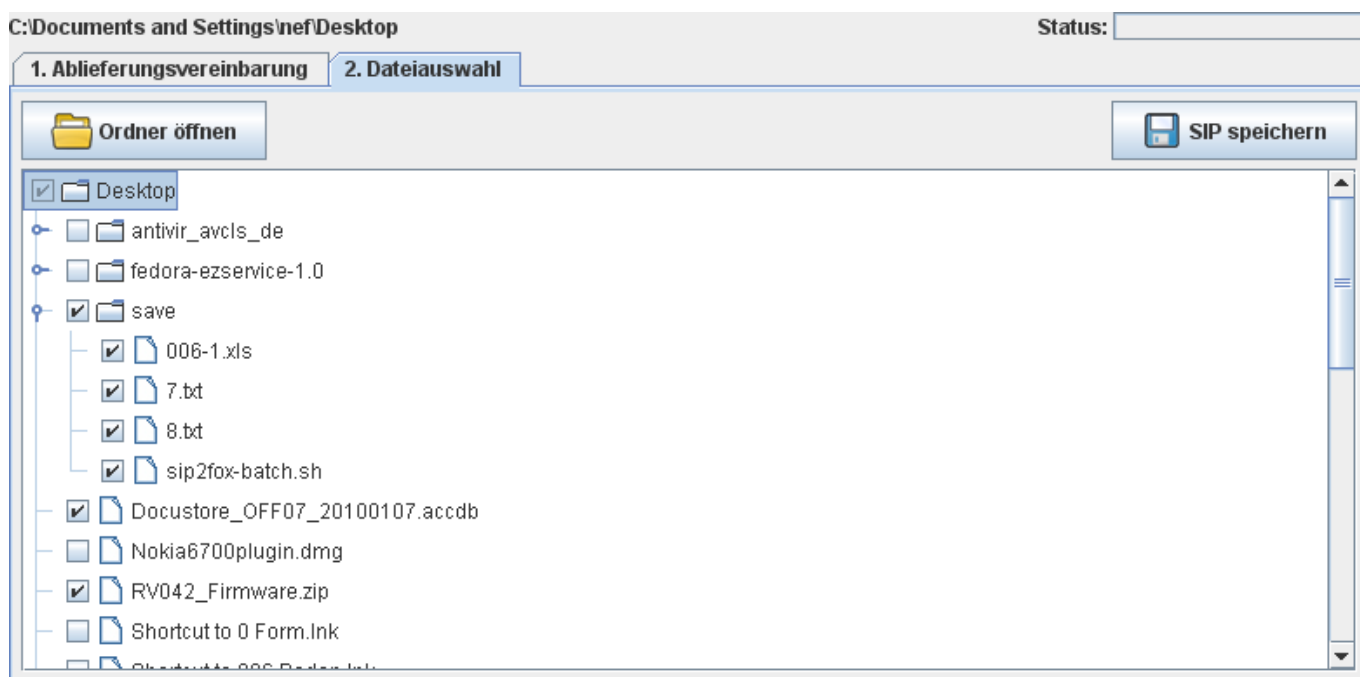 C:\Documents and Settings\nef\Desktop Status:
1. Ablieferungsvereinbarung 2. Dateiauswahl
Ordner öffnen SIP speichern
Desktop
antivir_avcls_de
fedora-ezservice-1.0
save
006-1.xls
7.txt
8.txt
sip2fox-batch.sh
Docustore_OFF07_20100107.accdb
Nokia6700plugin.dmg
RV042_Firmware.zip
Shortcut to 0 Form.lnk